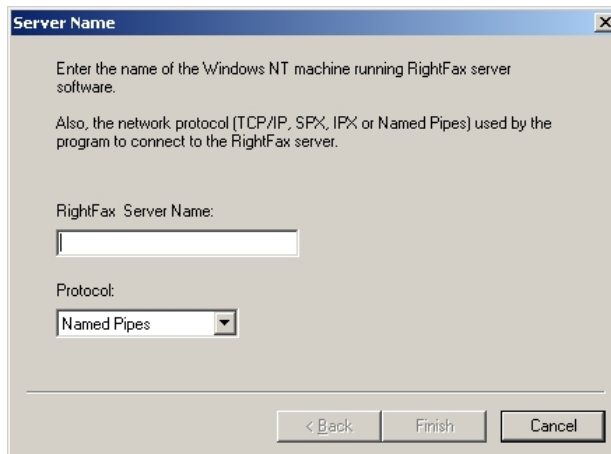 Server Name
Enter the name of the Windows NT machine running RightFax server
software.
Also, the network protocol (TCP/IP, SPX, IPX or Named Pipes) used by the
program to connect to the RightFax server.
RightFax Server Name:
Protocol:
Named Pipes
< Back
Finish
Cancel